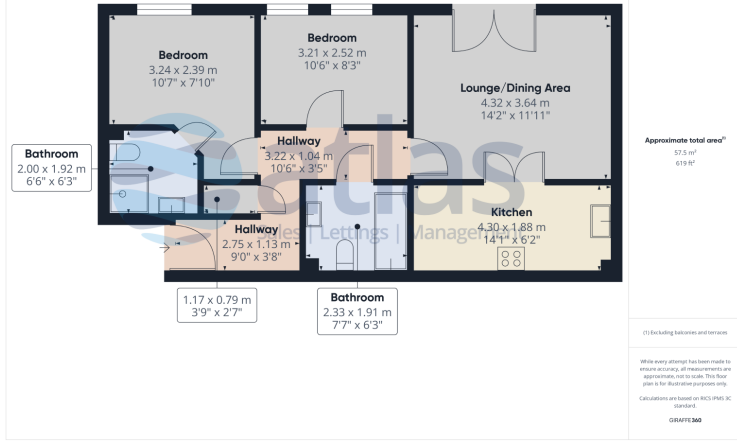 Bedroom
3.24 x 2.39 m
10'7" x 7'10"
Bedroom
3.21 x 2.52 m
10'6" x 8'3"
Lounge/Dining Area
4.32 x 3.64 m
14'2" x 11'11"
Bathroom
2.00 x 1.92 m
6'6" x 6'3"
Hallway
3.22 x 1.04 m
10'6" x 3'5"
atlas
Sales | Lettings | Management
Hallway
2.75 x 1.13 m
9'0" x 3'8"
Kitchen
4.30 x 1.88 m
14'1" x 6'2"
1.17 x 0.79 m
3'9" x 2'7"
Bathroom
2.33 x 1.91 m
7'7" x 6'3"
Approximate total area(1)
57.5 m²
619 ft²
(1) Excluding balconies and terraces
While every attempt has been made to
ensure accuracy, all measurements are
approximate, not to scale. This floor
plan is for illustrative purposes only.
Calculations are based on RICS IPMS 3C
standard.
GIRAFFE360